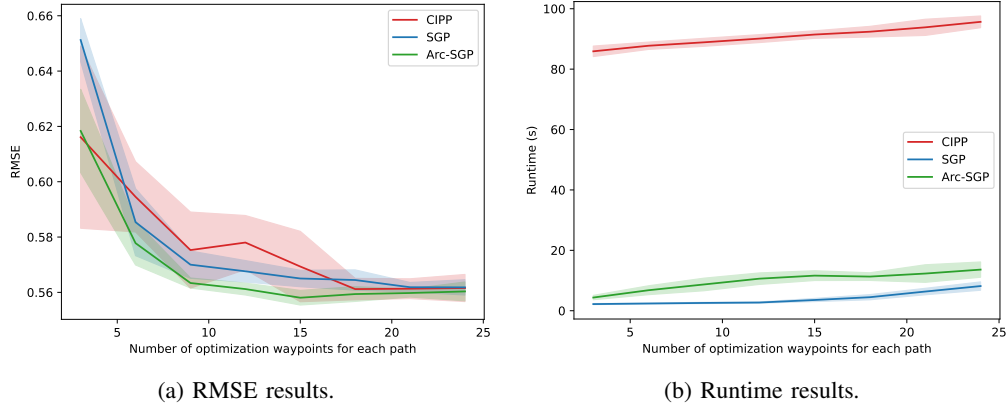 0.66
0.64
0.62
0.60
0.58
0.56
RMSE
5
10
15
20
25
Number of optimization waypoints for each path
CIPP
SGP
Arc-SGP
(a) RMSE results.
100
80
60
40
20
0
Runtime (s)
5
10
15
20
25
Number of optimization waypoints for each path
CIPP
SGP
Arc-SGP
(b) Runtime results.